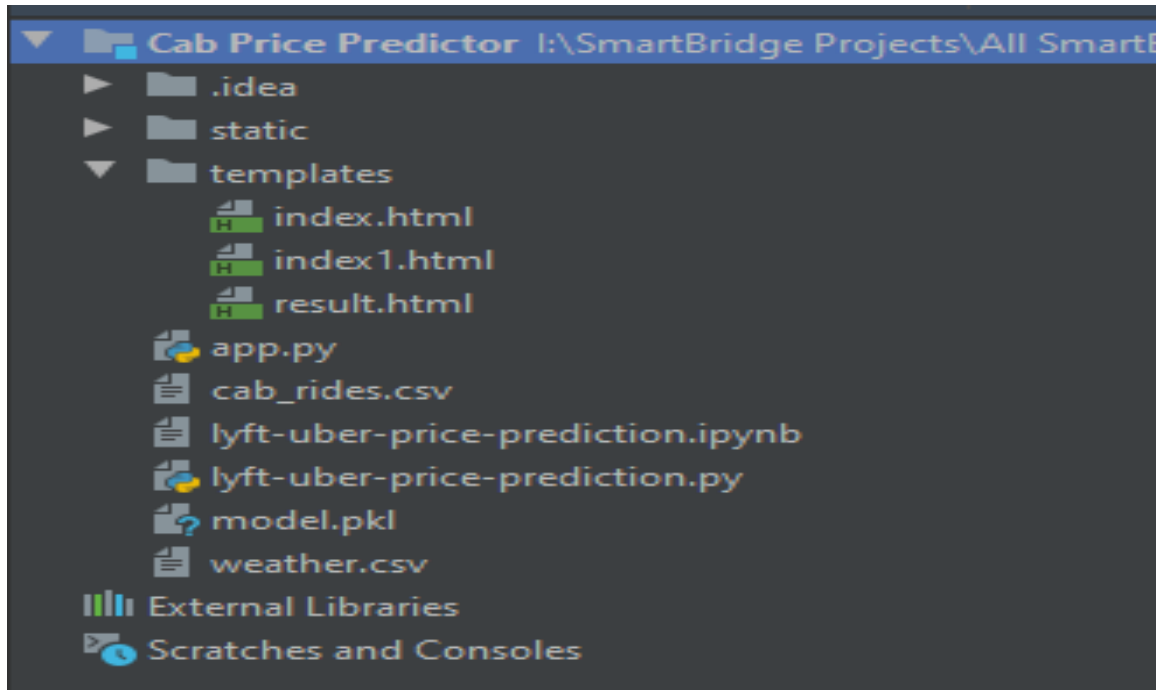 Cab Price Predictor I:\SmartBridge Projects\All SmartB
.idea
static
templates
H index.html
H index1.html
H result.html
app.py
cab_rides.csv
lyft-uber-price-prediction.ipynb
lyft-uber-price-prediction.py
model.pkl
weather.csv
External Libraries
Scratches and Consoles